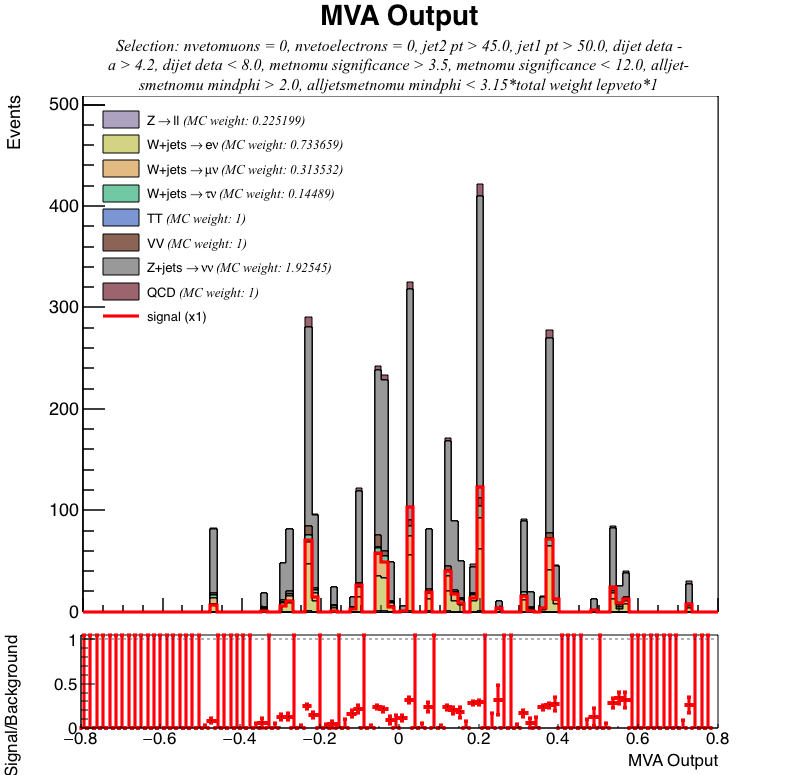 MVA Output
Selection: nvetomuons = 0, nvetoelectrons = 0, jet2 pt > 45.0, jet1 pt > 50.0, dijet deta -
a > 4.2, dijet deta < 8.0, metnomu significance > 3.5, metnomu significance < 12.0, alljet-
smetnomu mindphi > 2.0, alljetsmetnomu mindphi < 3.15*total weight lepveto*1
Events
500
400
300
200
100
0
Z→ll (MC weight: 0.225199)
W+jets→eν (MC weight: 0.733659)
W+jets→μν (MC weight: 0.313532)
W+jets→τν (MC weight: 0.14489)
TT (MC weight: 1)
VV (MC weight: 1)
Z+jets→νν (MC weight: 1.92545)
QCD (MC weight: 1)
signal (x1)
Signal/Background
1
0.5
0
−0.8 −0.6 −0.4 −0.2 0 0.2 0.4 0.6 0.8
MVA Output